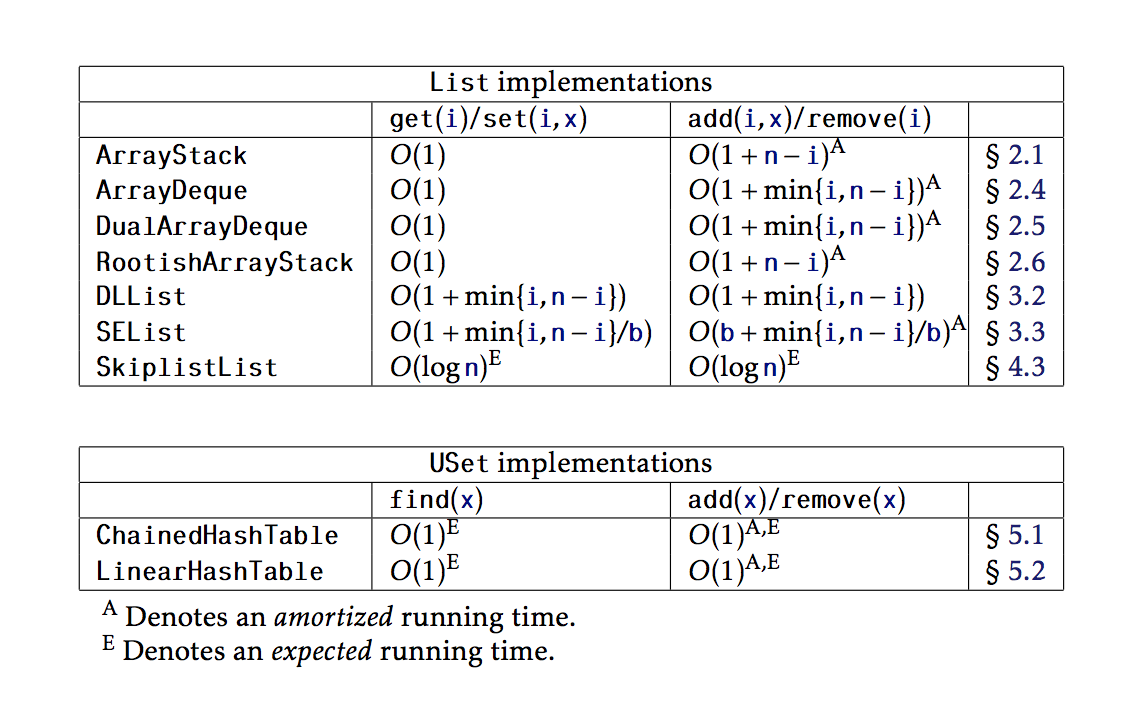 List implementations
get(i)/set(i,x) add(i,x)/remove(i)
ArrayStack O(1) O(1 + n − i)ᴬ § 2.1
ArrayDeque O(1) O(1 + min{i,n − i})ᴬ § 2.4
DualArrayDeque O(1) O(1 + min{i,n − i})ᴬ § 2.5
RootishArrayStack O(1) O(1 + n − i)ᴬ § 2.6
DLList O(1 + min{i,n − i}) O(1 + min{i,n − i}) § 3.2
SEList O(1 + min{i,n − i}/b) O(b + min{i,n − i}/b)ᴬ § 3.3
SkiplistList O(log n)ᴱ O(log n)ᴱ § 4.3
USet implementations
find(x) add(x)/remove(x)
ChainedHashTable O(1)ᴱ O(1)ᴬ,ᴱ § 5.1
LinearHashTable O(1)ᴱ O(1)ᴬ,ᴱ § 5.2
ᴬ Denotes an amortized running time.
ᴱ Denotes an expected running time.